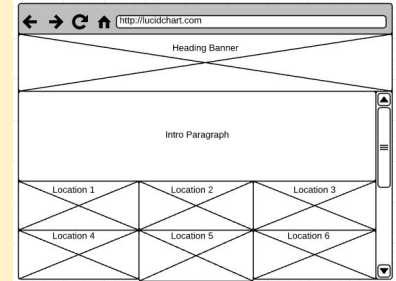 http://lucidchart.com
Heading Banner
Intro Paragraph
Location 1
Location 2
Location 3
Location 4
Location 5
Location 6